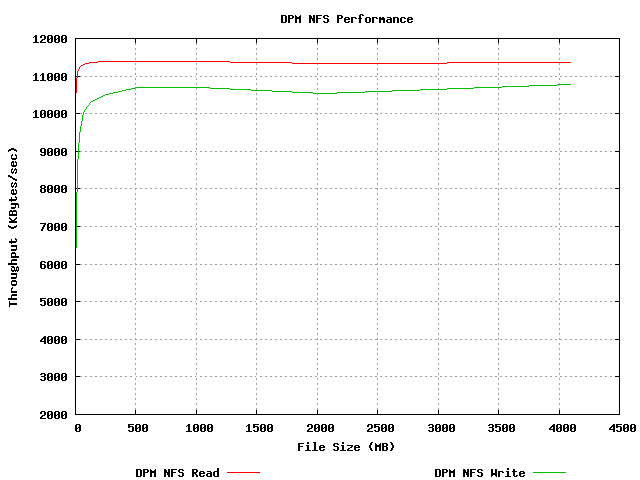 DPM NFS Performance
12000
11000
10000
9000
8000
7000
6000
5000
4000
3000
2000
Throughput (KBytes/sec)
0 500 1000 1500 2000 2500 3000 3500 4000 4500
File Size (MB)
DPM NFS Read DPM NFS Write